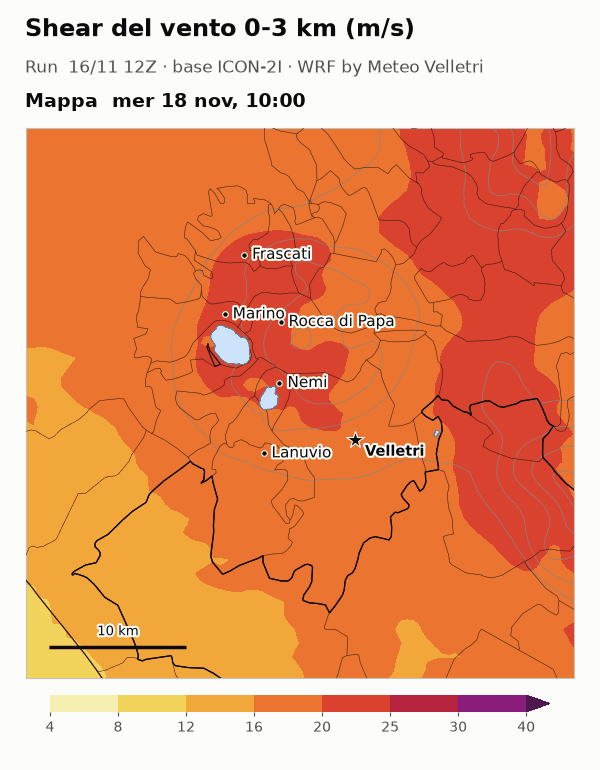 Shear del vento 0-3 km (m/s)
Run  16/11 12Z · base ICON-2I · WRF by Meteo Velletri
Mappa  mer 18 nov, 10:00
Frascati
Marino
Rocca di Papa
Nemi
Velletri
Lanuvio
10 km
4 8 12 16 20 25 30 40